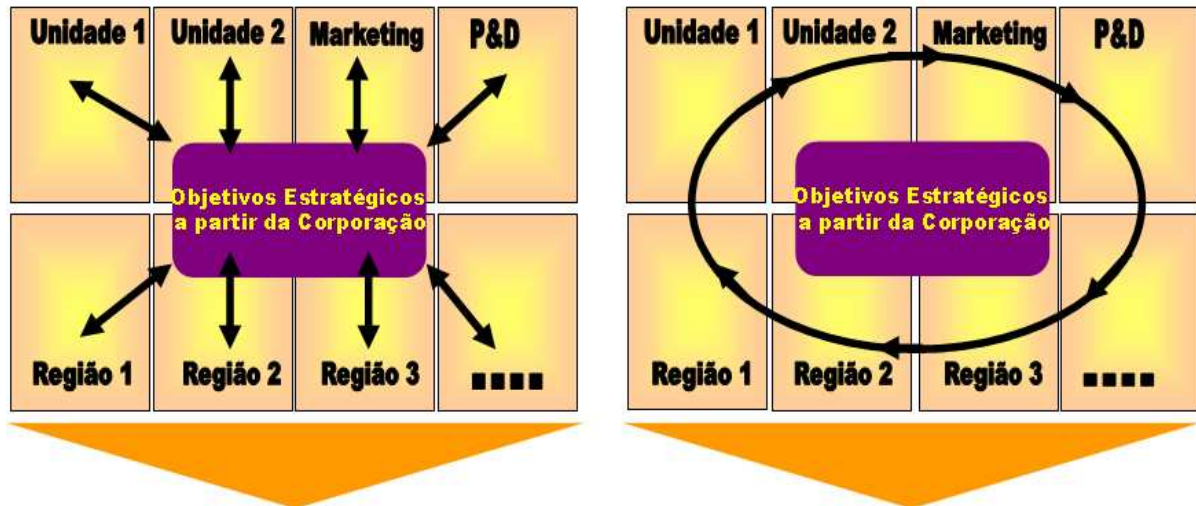 Unidade 1 Unidade 2 Marketing P&D
Objetivos Estratégicos
a partir da Corporação
Região 1 Região 2 Região 3 ....
Unidade 1 Unidade 2 Marketing P&D
Objetivos Estratégicos
a partir da Corporação
Região 1 Região 2 Região 3 ....